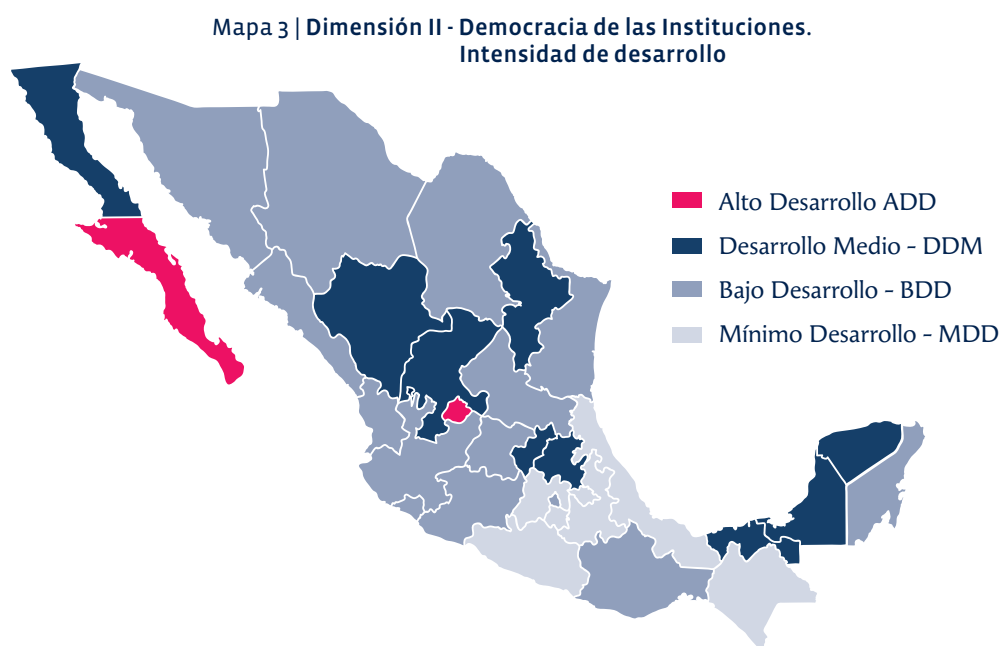 Mapa 3 | Dimensión II - Democracia de las Instituciones.
Intensidad de desarrollo
Alto Desarrollo ADD
Desarrollo Medio - DDM
Bajo Desarrollo - BDD
Mínimo Desarrollo - MDD